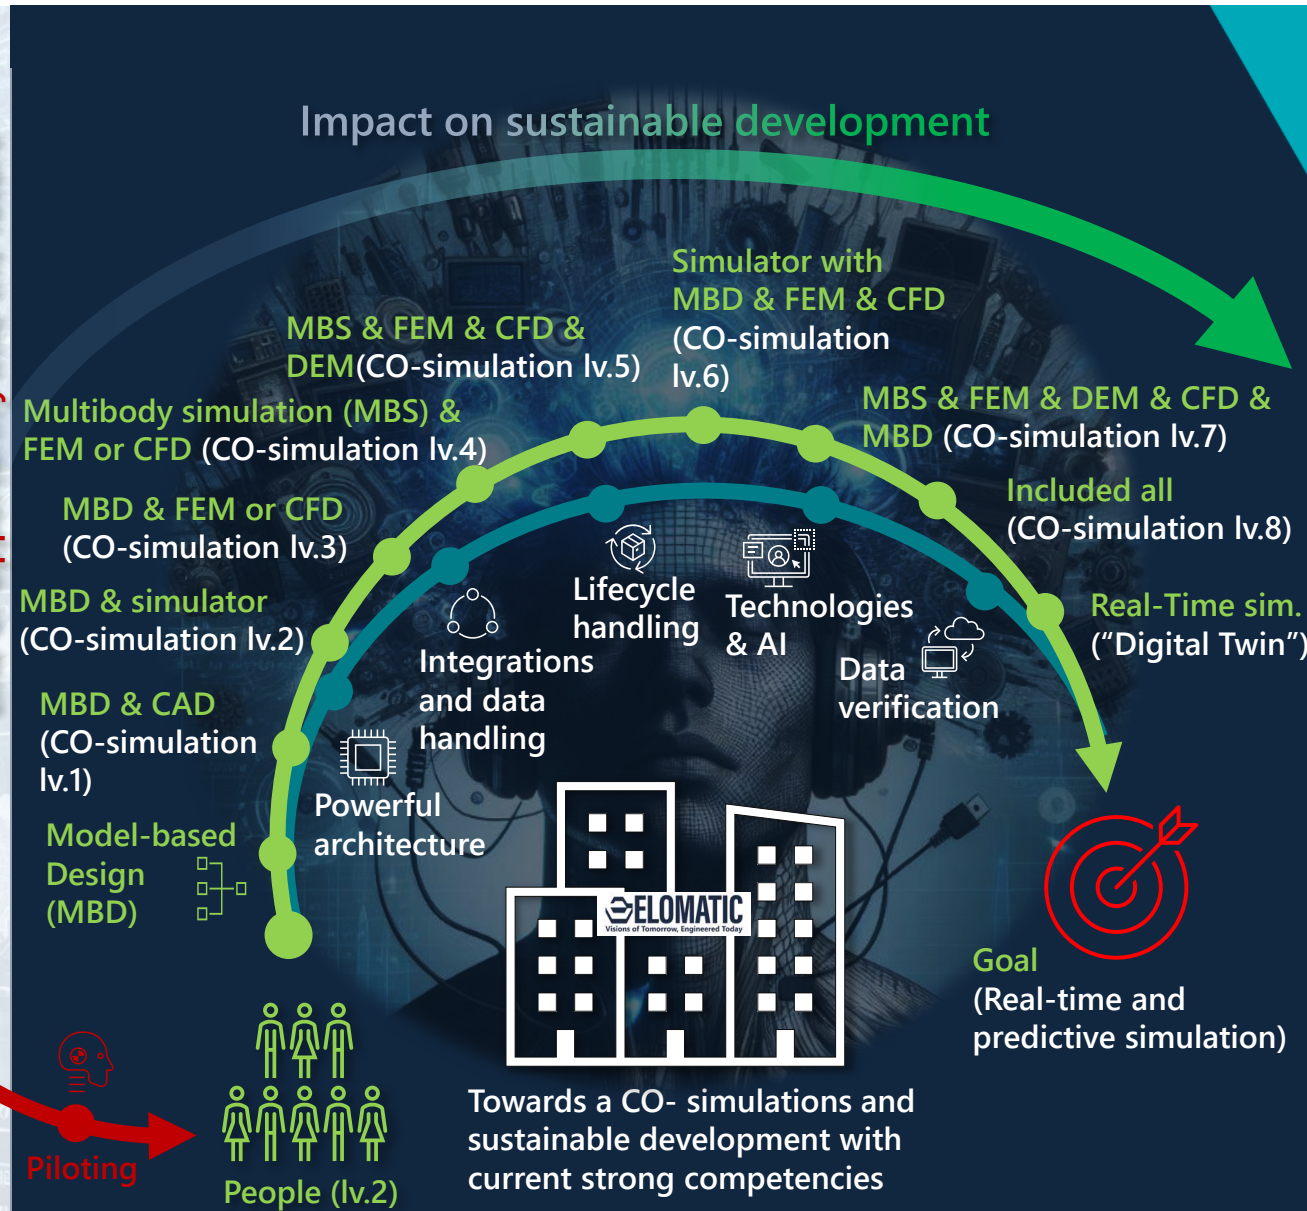 Impact on sustainable development
Simulator with
MBD & FEM & CFD
(CO-simulation
lv.6)
MBS & FEM & CFD &
DEM(CO-simulation lv.5)
MBS & FEM & DEM & CFD &
MBD (CO-simulation lv.7)
Multibody simulation (MBS) &
FEM or CFD (CO-simulation lv.4)
Included all
(CO-simulation lv.8)
MBD & FEM or CFD
(CO-simulation lv.3)
MBD & simulator
(CO-simulation lv.2)
Real-Time sim.
(“Digital Twin”)
Lifecycle
handling
Technologies
& AI
Integrations
and data
handling
Data
verification
MBD & CAD
(CO-simulation
lv.1)
Powerful
architecture
Model-based
Design
(MBD)
ELOMATIC
Visions of Tomorrow, Engineered Today
Goal
(Real-time and
predictive simulation)
Towards a CO- simulations and
sustainable development with
current strong competencies
Piloting
People (lv.2)